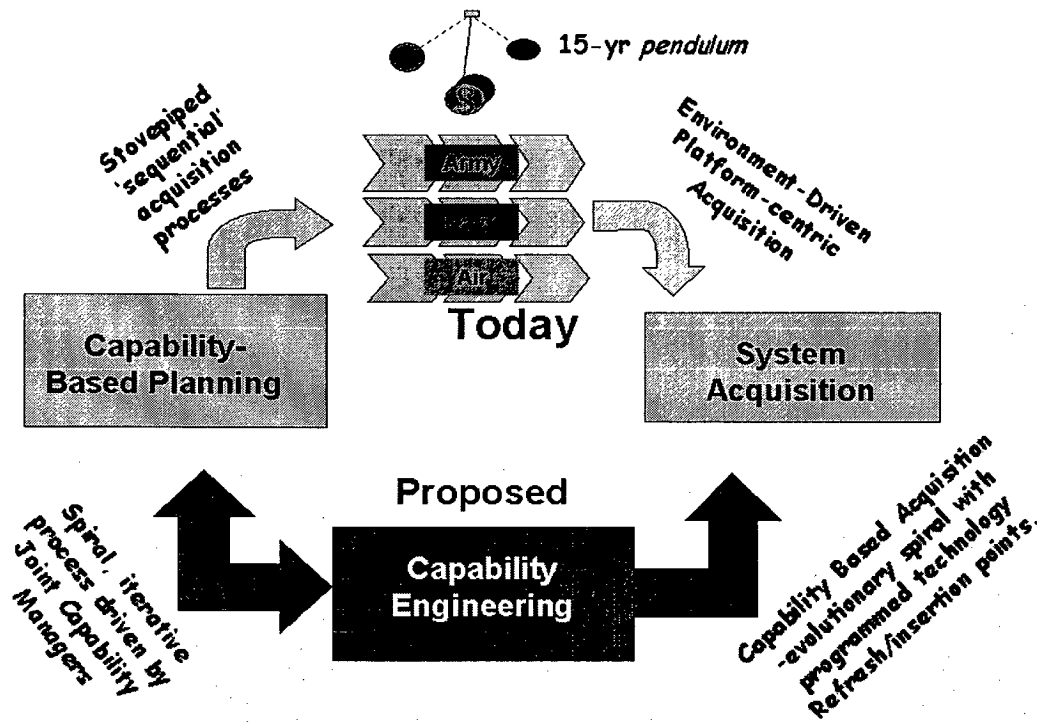 15-yr pendulum
$
Stovepiped
'sequential'
acquisition
processes
Army
Air
Today
Environment-Driven
Platform-centric
Acquisition
Capability-
Based Planning
System
Acquisition
Proposed
Capability
Engineering
Spiral, iterative
process driven by
Joint Capability
Managers
Capability Based Acquisition
-evolutionary spiral with
programmed technology
Refresh/insertion points.